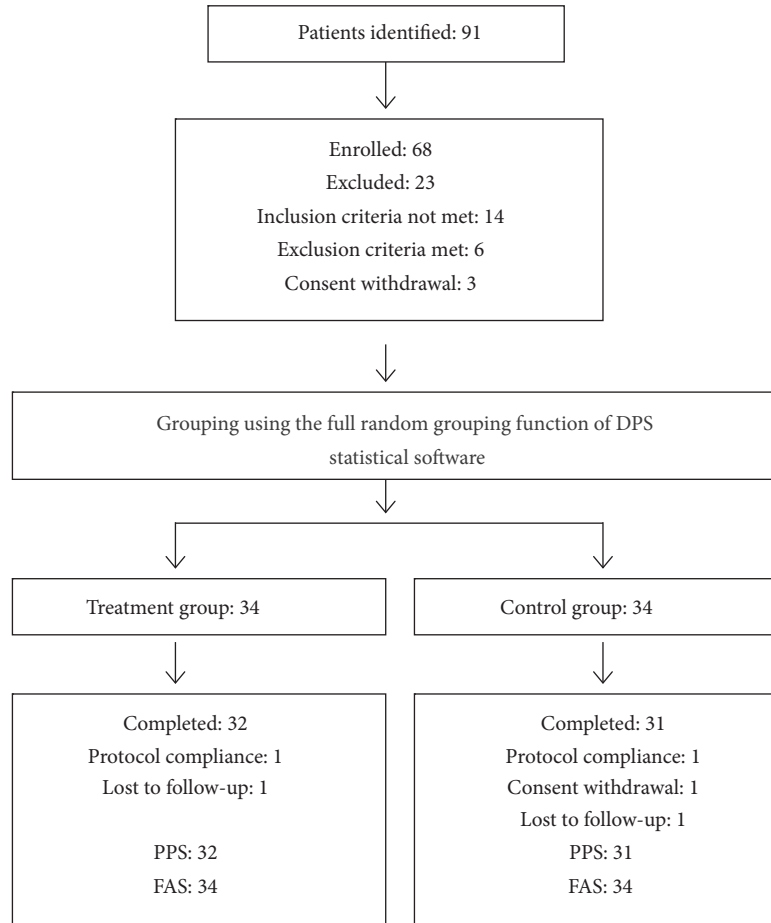 Patients identified: 91
Enrolled: 68
Excluded: 23
Inclusion criteria not met: 14
Exclusion criteria met: 6
Consent withdrawal: 3
Grouping using the full random grouping function of DPS
statistical software
Treatment group: 34
Control group: 34
Completed: 32
Protocol compliance: 1
Lost to follow-up: 1
PPS: 32
FAS: 34
Completed: 31
Protocol compliance: 1
Consent withdrawal: 1
Lost to follow-up: 1
PPS: 31
FAS: 34